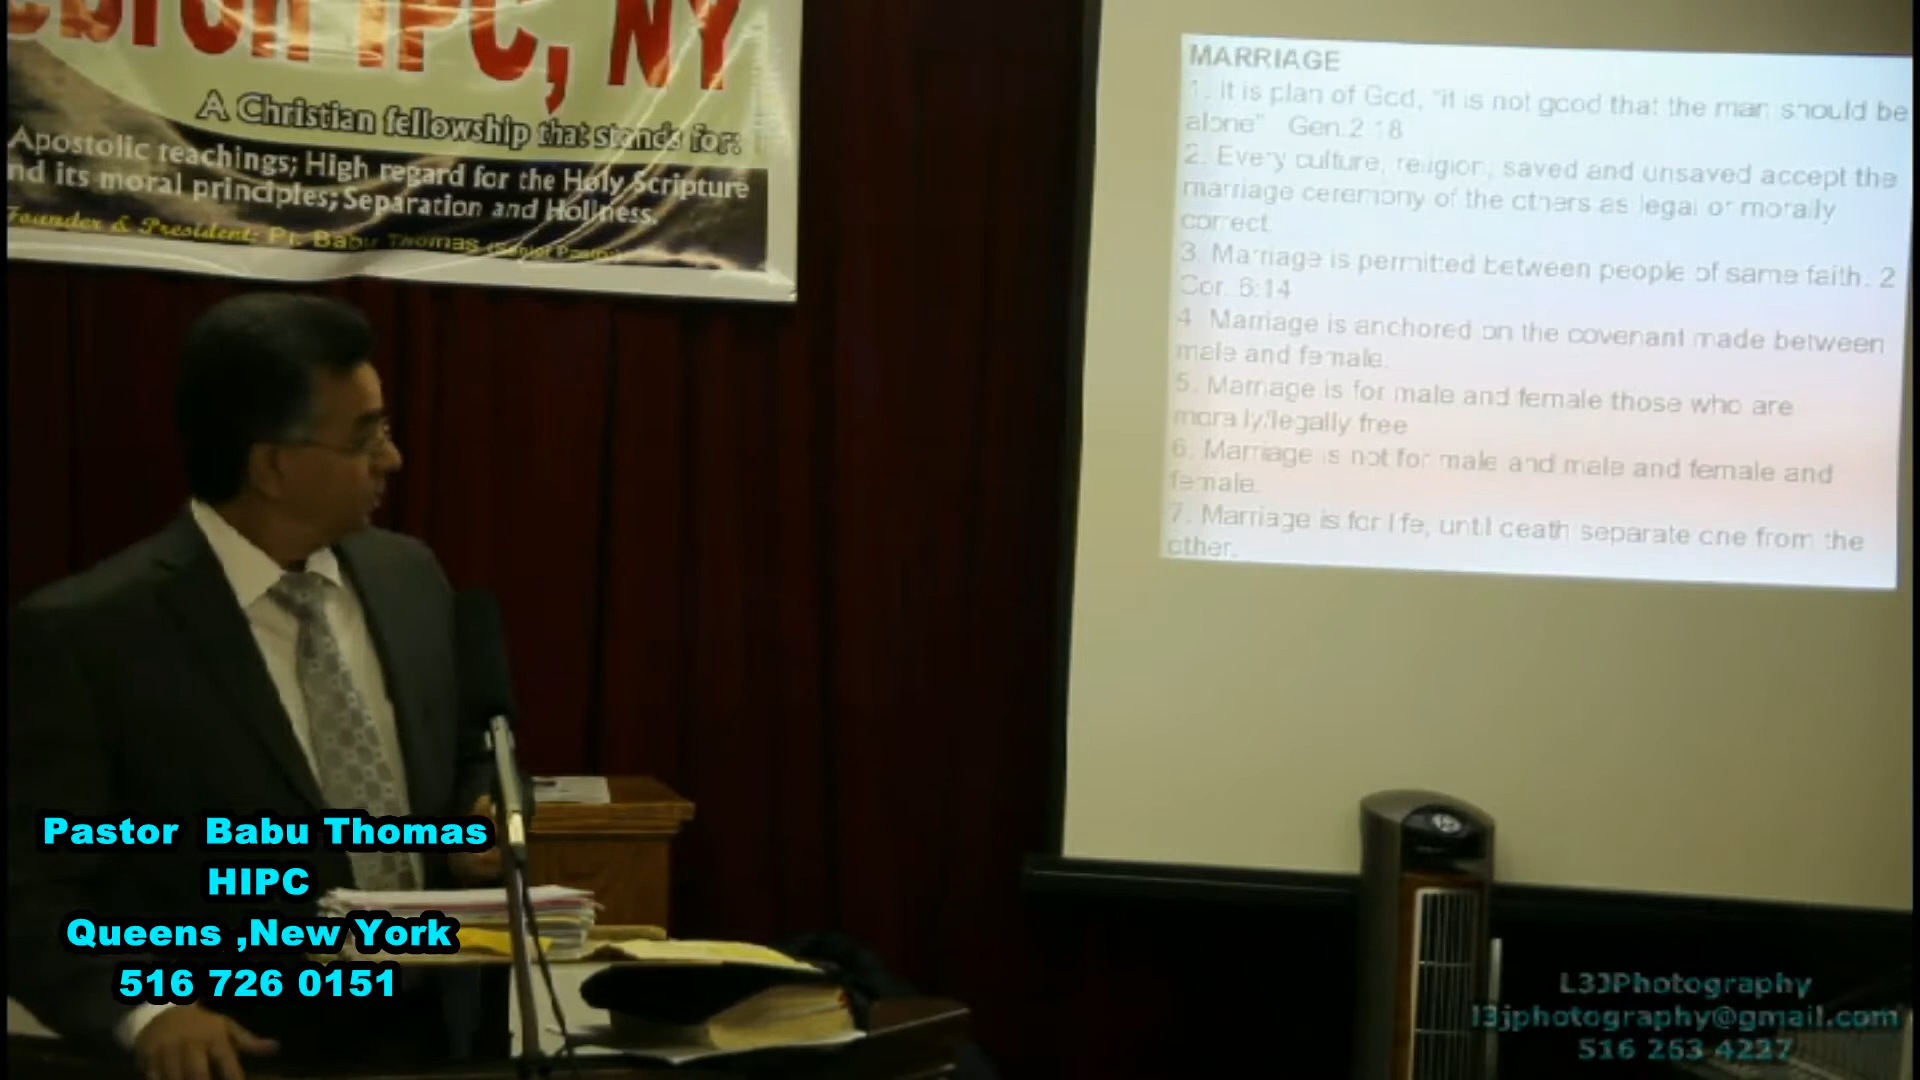 IPC, NY
A Christian fellowship that stands for:
Apostolic teachings; High regard for the Holy Scripture
nd its moral principles; Separation and Holiness.
Founder & President: Pr. Babu Thomas (Senior Pastor)
MARRIAGE
1. It is plan of God, "it is not good that the man should be
alone" Gen.2 18
2. Every culture, religion, saved and unsaved accept the
marriage ceremony of the others as legal or morally
correct.
3. Marriage is permitted between people of same faith. 2
Cor. 6:14
4 Marriage is anchored on the covenant made between
male and female.
5. Marriage is for male and female those who are
morally/legally free
6. Marriage is not for male and male and female and
female.
7. Marriage is for life, until death separate one from the
other.
Pastor Babu Thomas
HIPC
Queens ,New York
516 726 0151
L3JPhotography
l3jphotography@gmail.com
516 263 4227